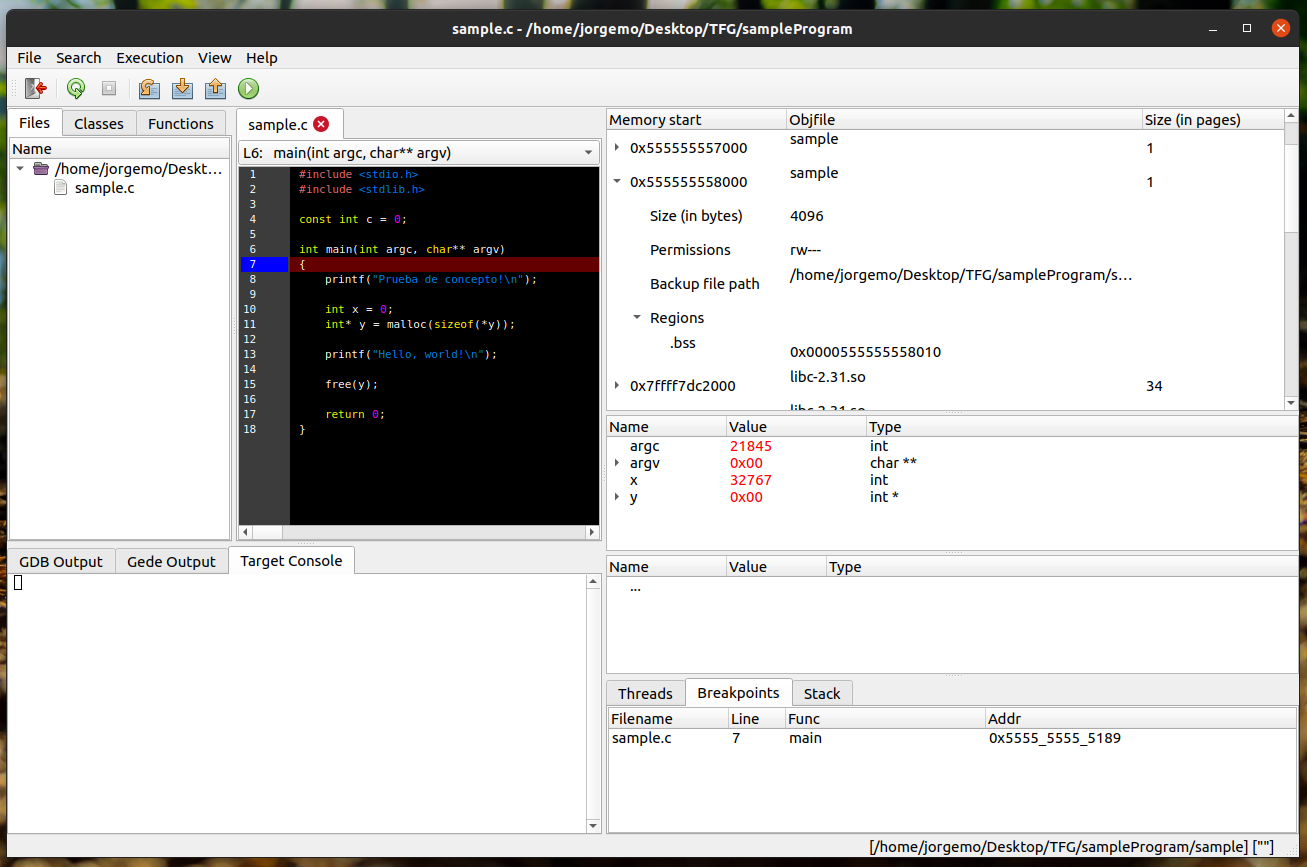 sample.c - /home/jorgemo/Desktop/TFG/sampleProgram
File Search Execution View Help
Files Classes Functions
Name
/home/jorgemo/Deskt...
sample.c
sample.c
L6: main(int argc, char** argv)
1 #include <stdio.h>
2 #include <stdlib.h>
3
4 const int c = 0;
5
6 int main(int argc, char** argv)
7 {
8 printf("Prueba de concepto!\n");
9
10 int x = 0;
11 int* y = malloc(sizeof(*y));
12
13 printf("Hello, world!\n");
14
15 free(y);
16
17 return 0;
18 }
Memory start Objfile Size (in pages)
0x555555557000 sample 1
0x555555558000 sample 1
Size (in bytes) 4096
Permissions rw---
Backup file path /home/jorgemo/Desktop/TFG/sampleProgram/s...
Regions
.bss 0x0000555555558010
0x7ffff7dc2000 libc-2.31.so 34
libc-2.31.so
Name Value Type
argc 21845 int
argv 0x00 char **
x 32767 int
y 0x00 int *
Name Value Type
...
GDB Output Gede Output Target Console
Threads Breakpoints Stack
Filename Line Func Addr
sample.c 7 main 0x5555_5555_5189
[/home/jorgemo/Desktop/TFG/sampleProgram/sample] [""]